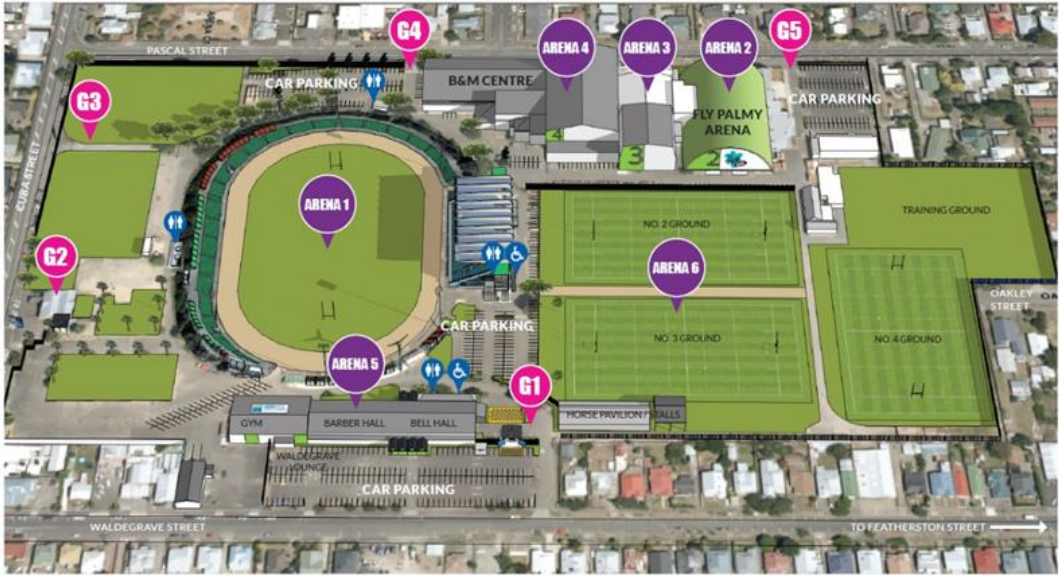 G4
ARENA 4
ARENA 3
ARENA 2
G5
PASCAL STREET
CAR PARKING
B&M CENTRE
G3
CAR PARKING
FLY PALMY
ARENA
4
3
2
CUBA STREET
ARENA 1
NO. 2 GROUND
TRAINING GROUND
G2
ARENA 6
OAKLEY
STREET
CAR PARKING
NO. 3 GROUND
NO. 4 GROUND
ARENA 5
G1
GYM
BARBER HALL
BELL HALL
HORSE PAVILION / STALLS
WALDEGRAVE
LOUNGE
CAR PARKING
WALDEGRAVE STREET
TO FEATHERSTON STREET